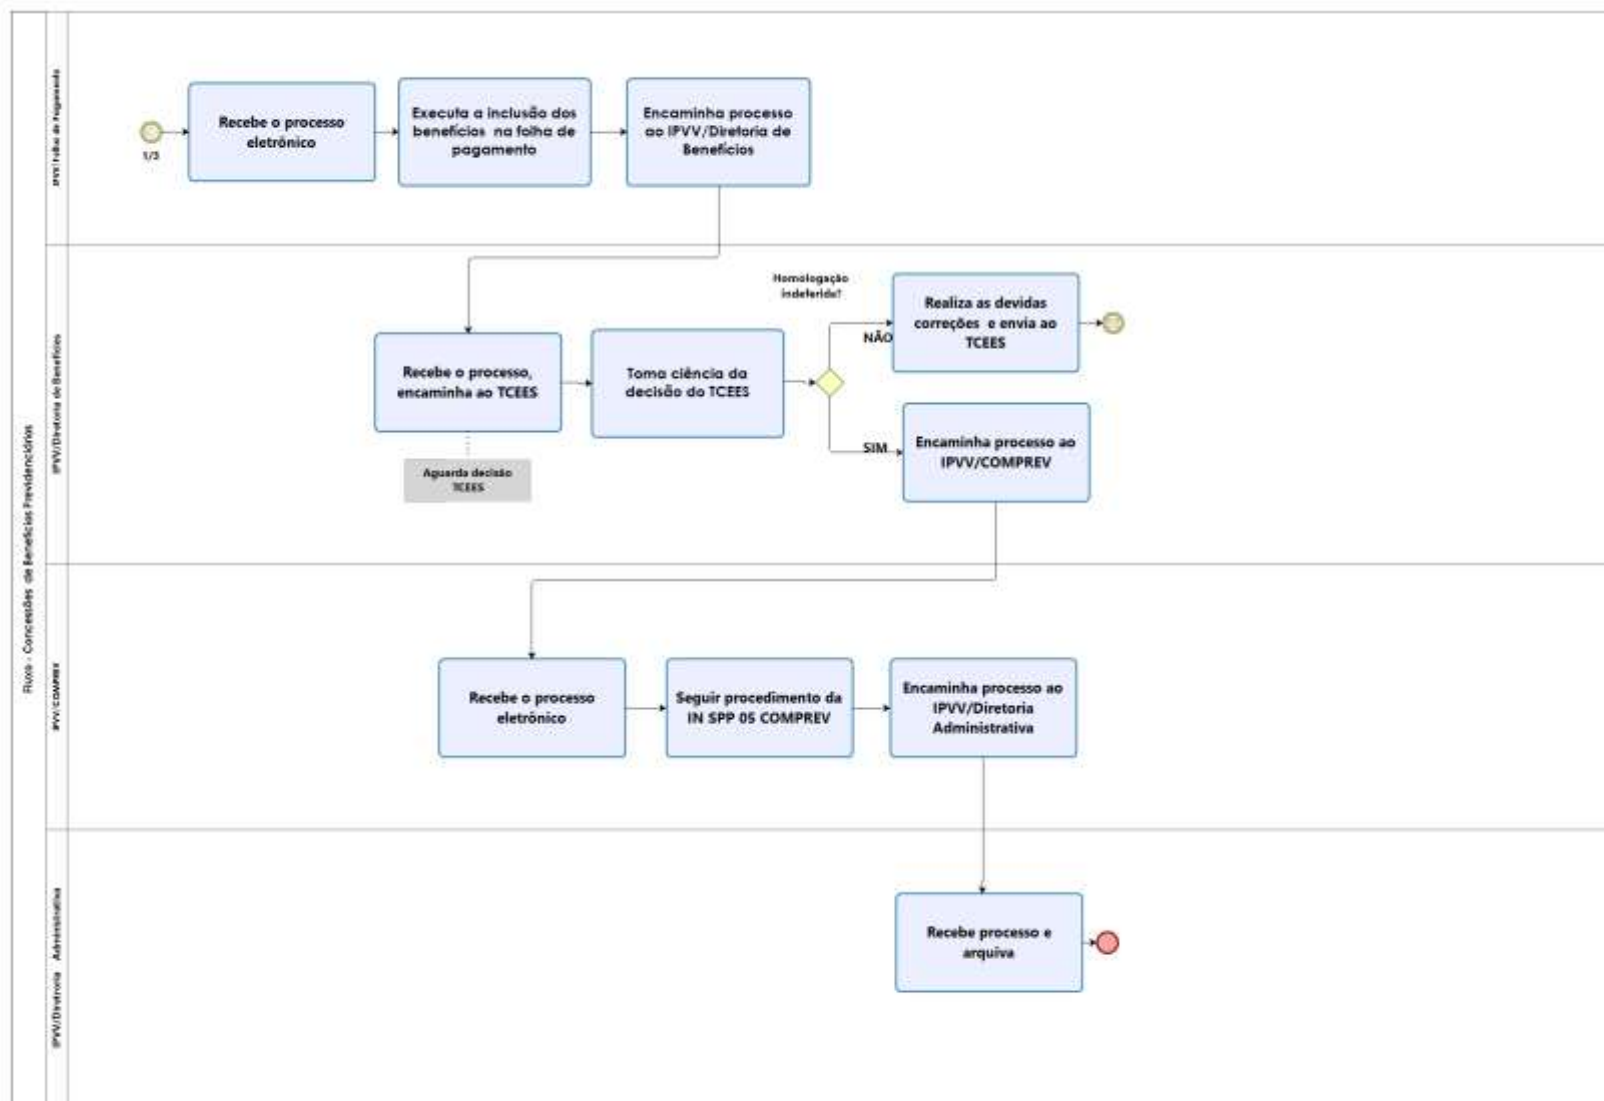 Fluxo - Concessões de Benefícios Previdenciários
IPVV/Folha de Pagamento
1/3
Recebe o processo
eletrônico
Executa a inclusão dos
benefícios na folha de
pagamento
Encaminha processo
ao IPVV/Diretoria de
Benefícios
IPVV/Diretoria de Benefícios
Recebe o processo,
encaminha ao TCEES
Aguarda decisão
TCEES
Toma ciência da
decisão do TCEES
Homologação
indeferida?
NÃO
Realiza as devidas
correções e envia ao
TCEES
SIM
Encaminha processo ao
IPVV/COMPREV
IPVV/COMPREV
Recebe o processo
eletrônico
Seguir procedimento da
IN SPP 05 COMPREV
Encaminha processo ao
IPVV/Diretoria
Administrativa
Administrativa
Recebe processo e
arquiva